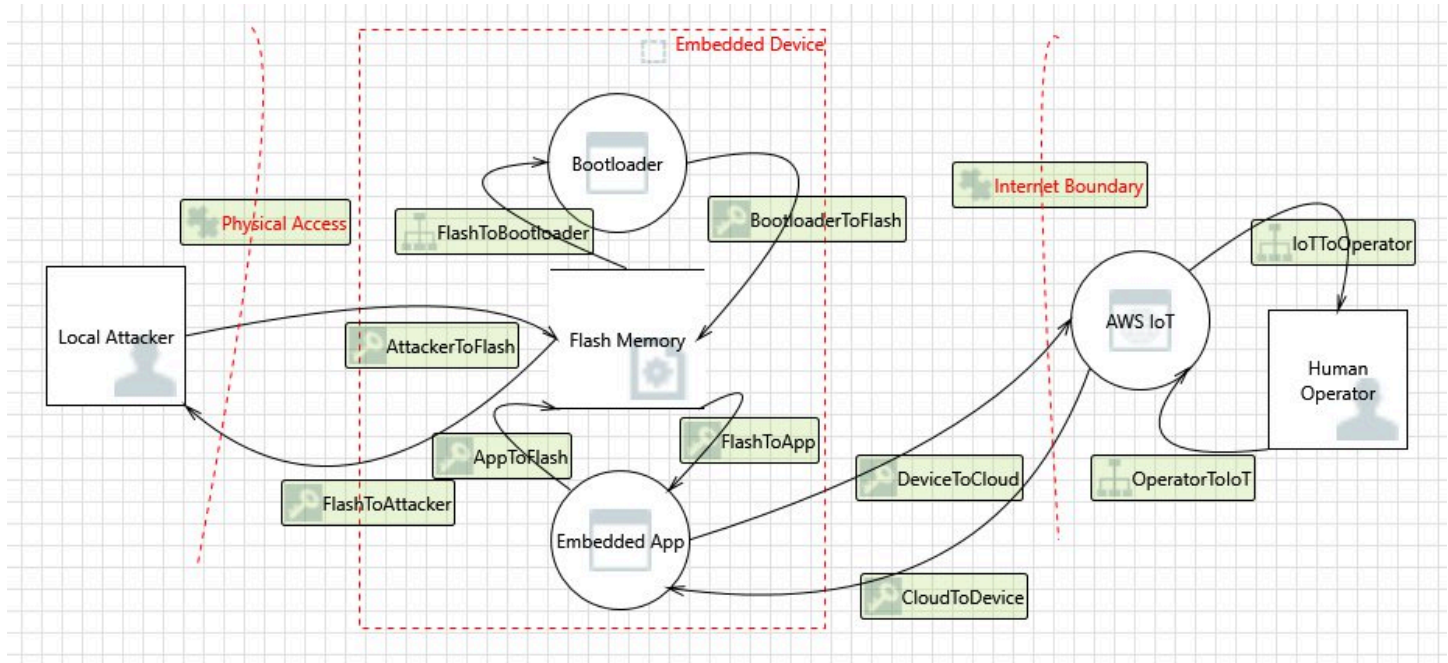 Embedded Device
Bootloader
Physical Access
FlashToBootloader
BootloaderToFlash
Internet Boundary
IoTToOperator
Local Attacker
AttackerToFlash
Flash Memory
AWS IoT
Human
Operator
AppToFlash
FlashToApp
FlashToAttacker
DeviceToCloud
OperatorToIoT
Embedded App
CloudToDevice